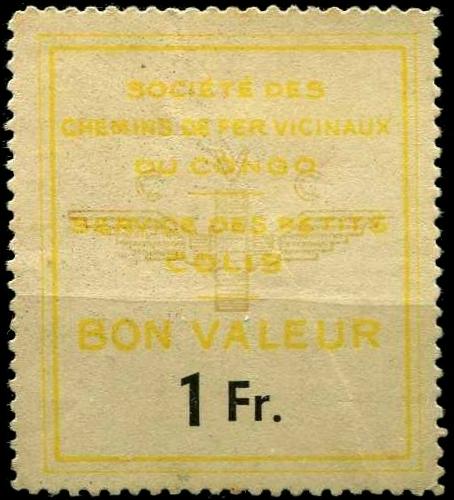 SOCIÉTÉ DES
CHEMINS DE FER VICINAUX
DU CONGO
SERVICE DES PETITS
COLIS
BON VALEUR
1 Fr.